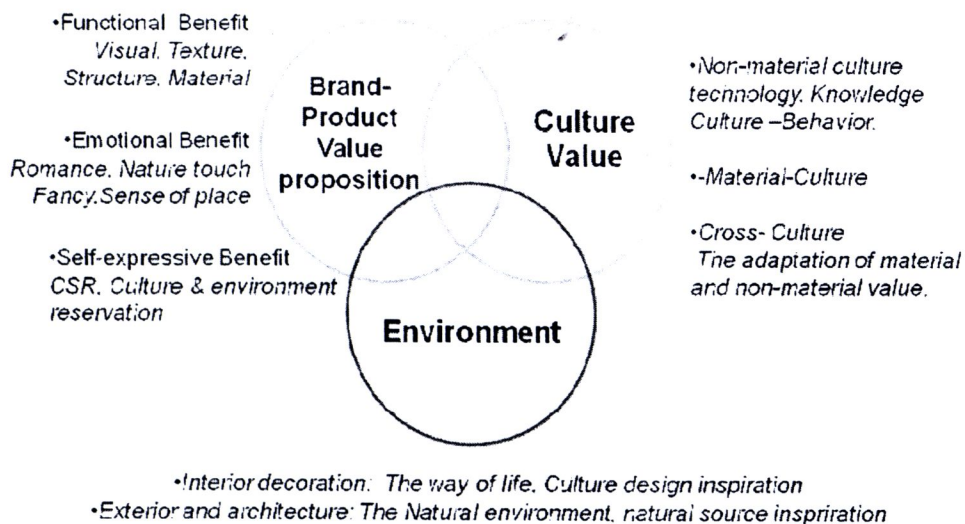 •Functional Benefit
Visual, Texture,
Structure, Material
•Emotional Benefit
Romance, Nature touch
Fancy.Sense of place
•Self-expressive Benefit
CSR, Culture & environment
reservation
Brand-
Product
Value
proposition
Culture
Value
Environment
•Non-material culture
technology, Knowledge
Culture –Behavior.
•-Material-Culture
•Cross- Culture
The adaptation of material
and non-material value.
•Interior decoration: The way of life, Culture design inspiration
•Exterior and architecture: The Natural environment, natural source inspriration